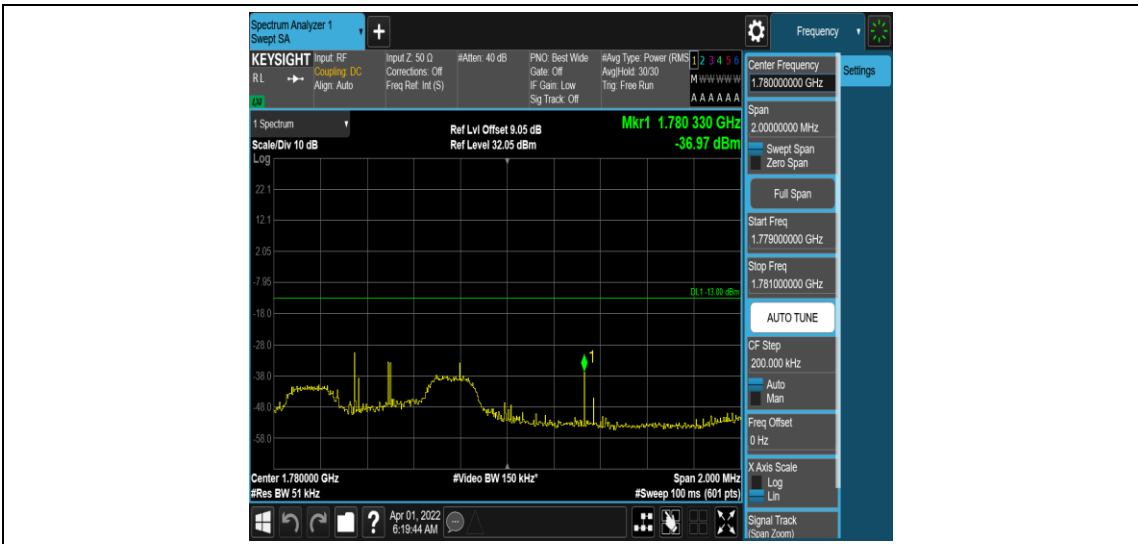 Spectrum Analyzer 1
Swept SA
+
Frequency
KEYSIGHT
RL
LXI
Input: RF
Coupling: DC
Align: Auto
Input Z: 50 Ω
Corrections: Off
Freq Ref: Int (S)
#Atten: 40 dB
PNO: Best Wide
Gate: Off
IF Gain: Low
Sig Track: Off
#Avg Type: Power (RMS
Avg|Hold: 30/30
Trig: Free Run
1 2 3 4 5 6
M W W W W W
A A A A A A
1 Spectrum
Scale/Div 10 dB
Log
Ref Lvl Offset 9.05 dB
Ref Level 32.05 dBm
Mkr1 1.780 330 GHz
-36.97 dBm
22.1
12.1
2.05
-7.95
DL1 -13.00 dBm
-18.0
-28.0
1
-38.0
-48.0
-58.0
Center 1.780000 GHz
#Res BW 51 kHz
#Video BW 150 kHz*
Span 2.000 MHz
#Sweep 100 ms (601 pts)
Center Frequency
1.780000000 GHz
Settings
Span
2.00000000 MHz
Swept Span
Zero Span
Full Span
Start Freq
1.779000000 GHz
Stop Freq
1.781000000 GHz
AUTO TUNE
CF Step
200.000 kHz
Auto
Man
Freq Offset
0 Hz
X Axis Scale
Log
Lin
Signal Track
(Span Zoom)
?
Apr 01, 2022
6:19:44 AM